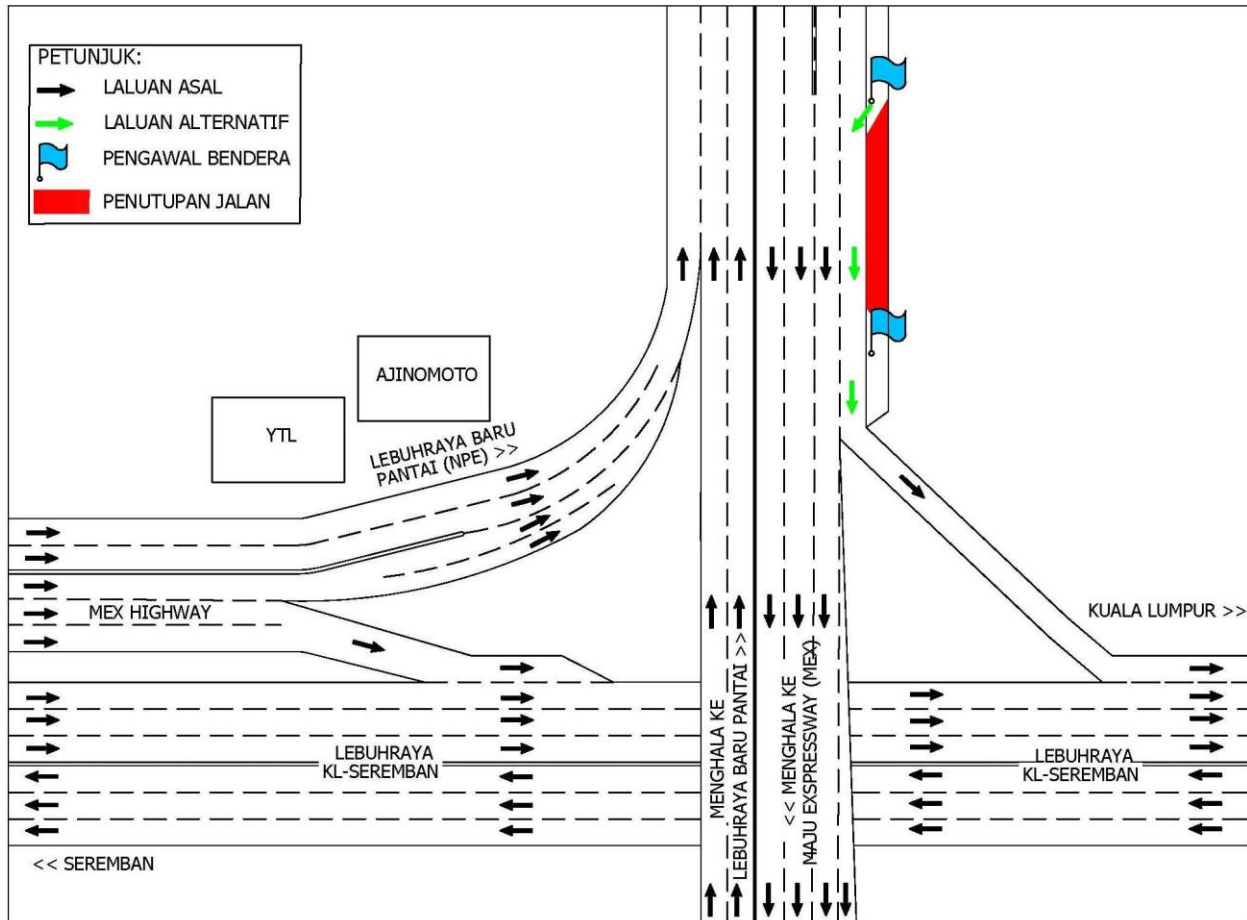 PETUNJUK:
LALUAN ASAL
LALUAN ALTERNATIF
PENGAWAL BENDERA
PENUTUPAN JALAN
AJINOMOTO
YTL
LEBUHRAYA BARU
PANTAI (NPE) >>
MEX HIGHWAY
KUALA LUMPUR >>
MENGHALA KE
LEBUHRAYA BARU PANTAI >>
<< MENGHALA KE
MAJU EXSPRESSWAY (MEX)
LEBUHRAYA
KL-SEREMBAN
LEBUHRAYA
KL-SEREMBAN
<< SEREMBAN